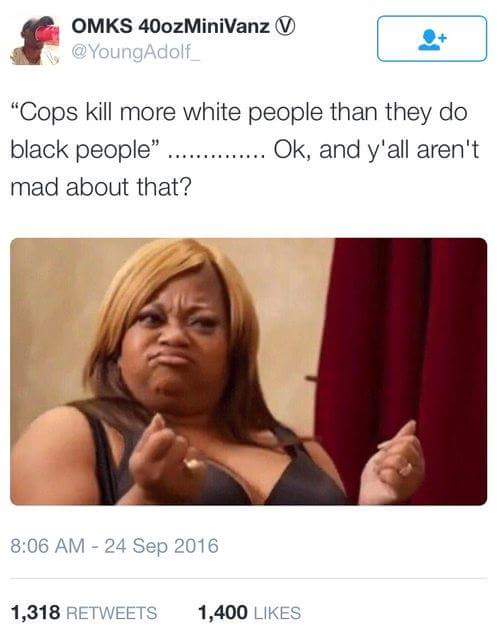 OMKS 40ozMiniVanz Ⓥ
@YoungAdolf_
“Cops kill more white people than they do
black people” .............. Ok, and y'all aren't
mad about that?
8:06 AM - 24 Sep 2016
1,318 RETWEETS 1,400 LIKES